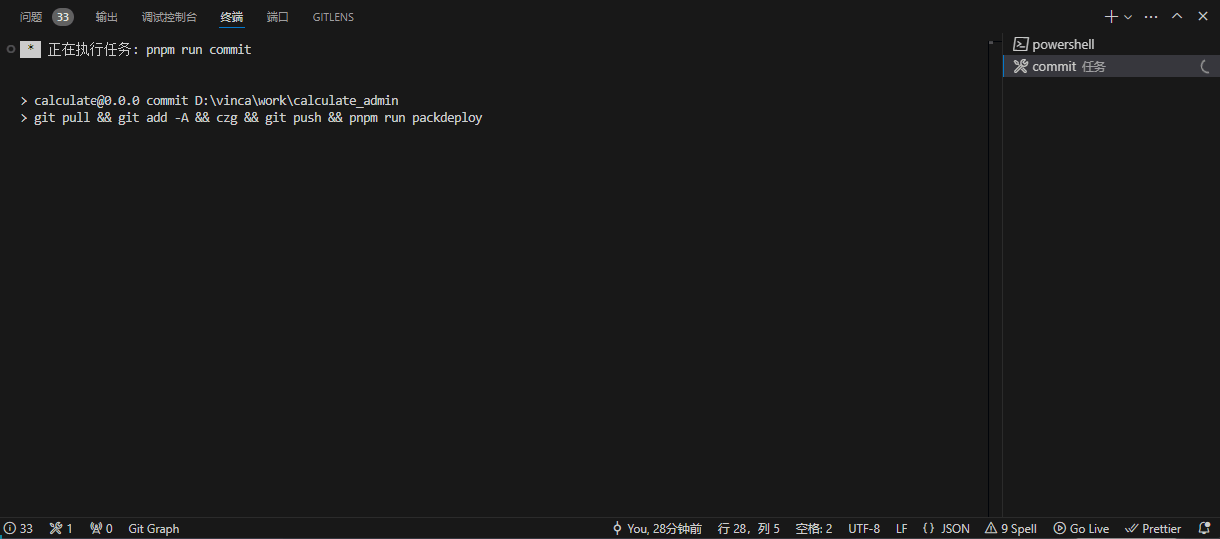 问题 33 输出 调试控制台 终端 端口 GITLENS
* 正在执行任务: pnpm run commit
powershell
commit 任务
> calculate@0.0.0 commit D:\vinca\work\calculate_admin
> git pull && git add -A && czg && git push && pnpm run packdeploy
33 1 0 Git Graph You, 28分钟前 行 28，列 5 空格: 2 UTF-8 LF {} JSON 9 Spell Go Live Prettier